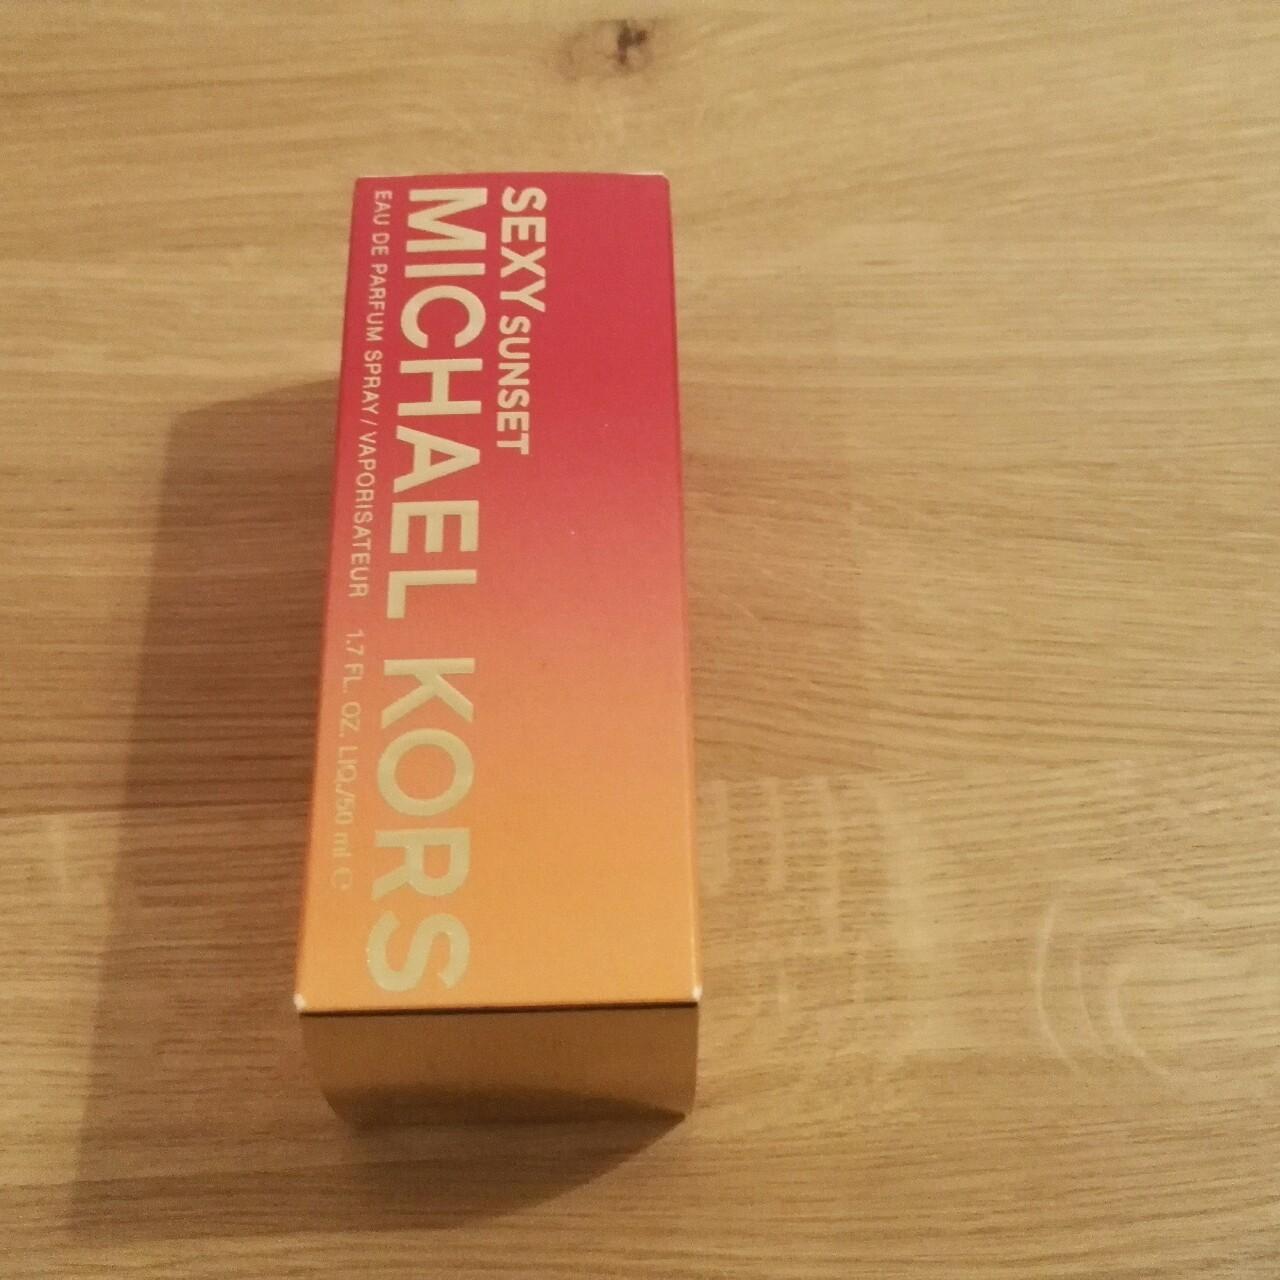 SEXY SUNSET
MICHAEL KORS
EAU DE PARFUM SPRAY / VAPORISATEUR 1.7 FL. OZ. LIQ./50 ml ℮